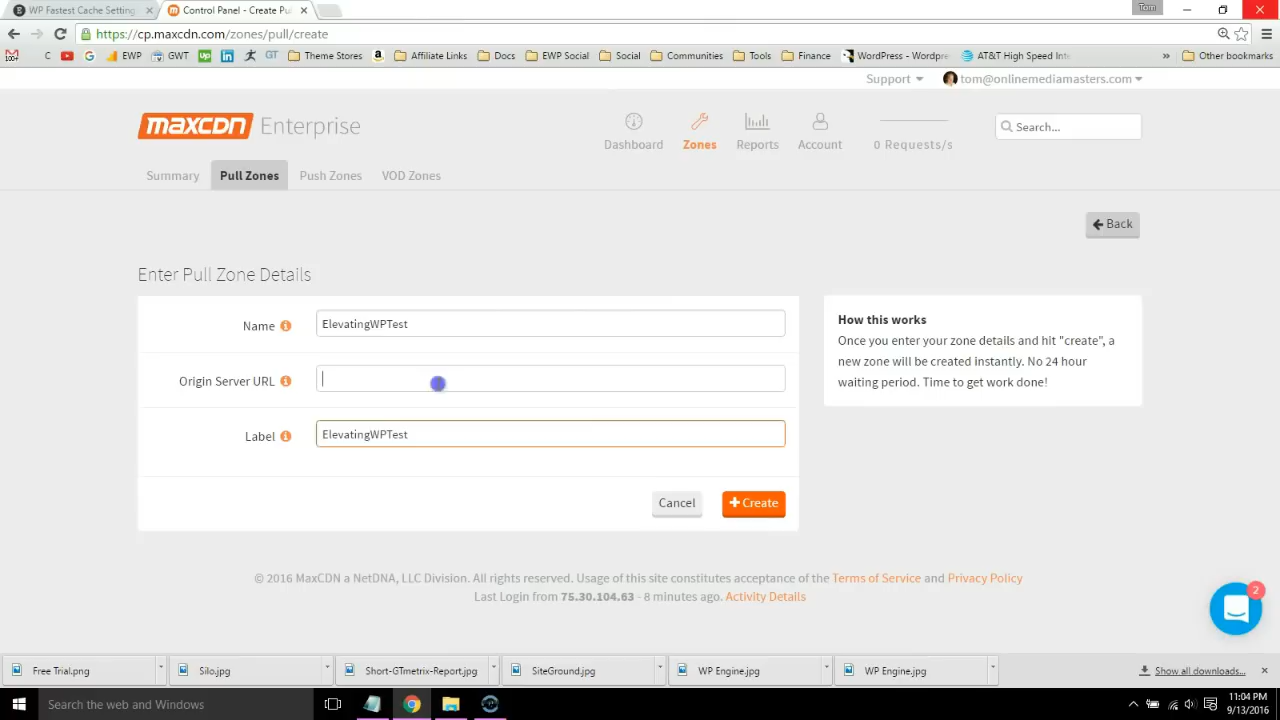 WP Fastest Cache Setting
Control Panel - Create Pul
Tom
https://cp.maxcdn.com/zones/pull/create
C
EWP
GWT
up
in
GT
Theme Stores
a
Affiliate Links
Docs
EWP Social
Social
Communities
Tools
Finance
WordPress - Wordpre
AT&T High Speed Inte
»
Other bookmarks
Support
tom@onlinemediamasters.com
maxcdn Enterprise
Dashboard
Zones
Reports
Account
0 Requests/s
Search...
Summary
Pull Zones
Push Zones
VOD Zones
Back
Enter Pull Zone Details
Name
ElevatingWPTest
Origin Server URL
Label
ElevatingWPTest
Cancel
+ Create
How this works
Once you enter your zone details and hit "create", a
new zone will be created instantly. No 24 hour
waiting period. Time to get work done!
© 2016 MaxCDN a NetDNA, LLC Division. All rights reserved. Usage of this site constitutes acceptance of the Terms of Service and Privacy Policy
Last Login from 75.30.104.63 - 8 minutes ago. Activity Details
2
Free Trial.png
Silo.jpg
Short-GTmetrix-Report.jpg
SiteGround.jpg
WP Engine.jpg
WP Engine.jpg
Show all downloads...
Search the web and Windows
11:04 PM
9/13/2016